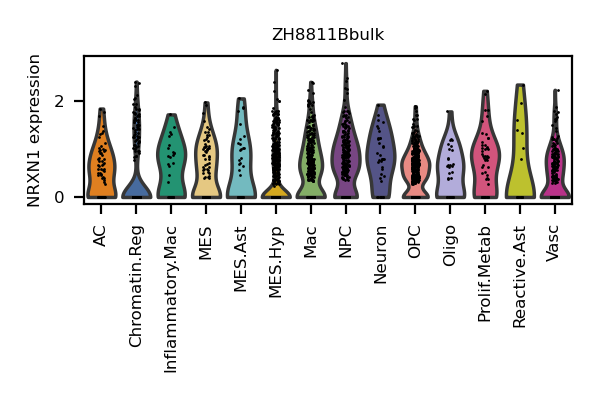 ZH8811Bbulk
NRXN1 expression
2
0
AC
Chromatin.Reg
Inflammatory.Mac
MES
MES.Ast
MES.Hyp
Mac
NPC
Neuron
OPC
Oligo
Prolif.Metab
Reactive.Ast
Vasc